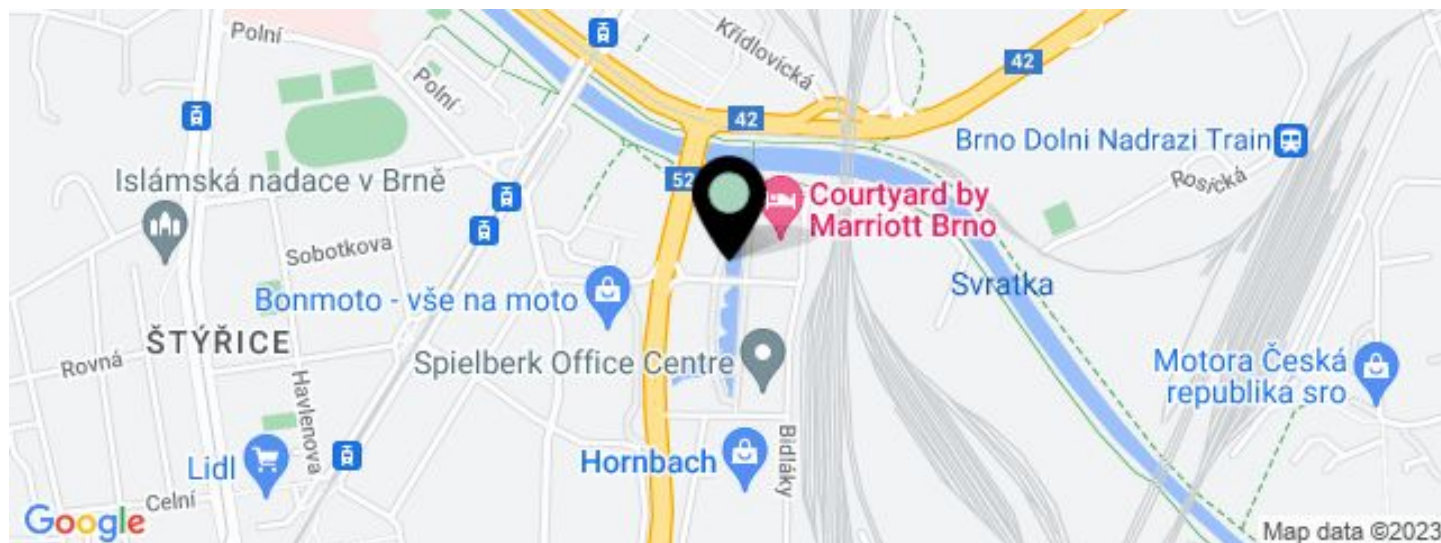 Polní
Křídlovická
42
Polní
42
Brno Dolni Nadrazi Train
Rosická
Islámská nadace v Brně
52
Courtyard by
Marriott Brno
Sobotkova
Svratka
Bonmoto - vše na moto
ŠTÝŘICE
Rovná
Spielberk Office Centre
Motora Česká
republika sro
Havlenova
Bidláky
Lidl
Hornbach
Celní
Google
Map data ©2023